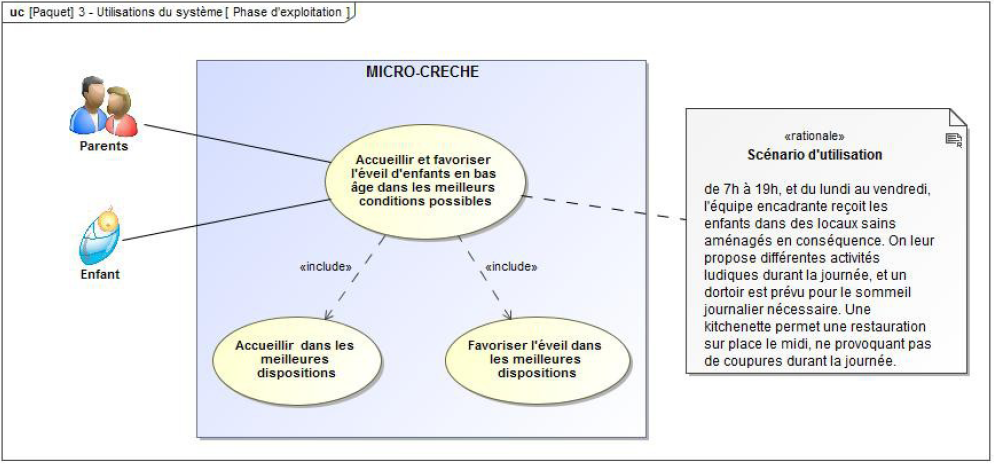 uc [Paquet] 3 - Utilisations du système [ Phase d'exploitation ]
MICRO-CRECHE
Parents
Accueillir et favoriser
l'éveil d'enfants en bas
âge dans les meilleurs
conditions possibles
Enfant
«include»
«include»
Accueillir dans les
meilleures
dispositions
Favoriser l'éveil dans
les meilleures
dispositions
«rationale»
Scénario d'utilisation
de 7h à 19h, et du lundi au vendredi,
l'équipe encadrante reçoit les
enfants dans des locaux sains
aménagés en conséquence. On leur
propose différentes activités
ludiques durant la journée, et un
dortoir est prévu pour le sommeil
journalier nécessaire. Une
kitchenette permet une restauration
sur place le midi, ne provoquant pas
de coupures durant la journée.